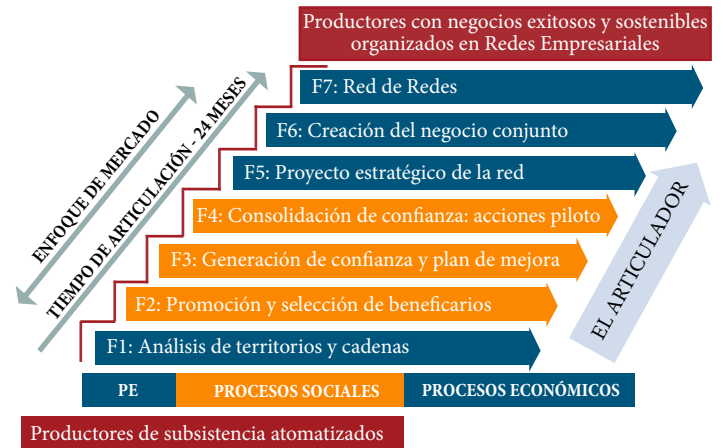 Productores con negocios exitosos y sostenibles
organizados en Redes Empresariales
F7: Red de Redes
F6: Creación del negocio conjunto
F5: Proyecto estratégico de la red
F4: Consolidación de confianza: acciones piloto
F3: Generación de confianza y plan de mejora
F2: Promoción y selección de beneficarios
F1: Análisis de territorios y cadenas
ENFOQUE DE MERCADO
TIEMPO DE ARTICULACIÓN - 24 MESES
EL ARTICULADOR
PE
PROCESOS SOCIALES
PROCESOS ECONÓMICOS
Productores de subsistencia atomatizados